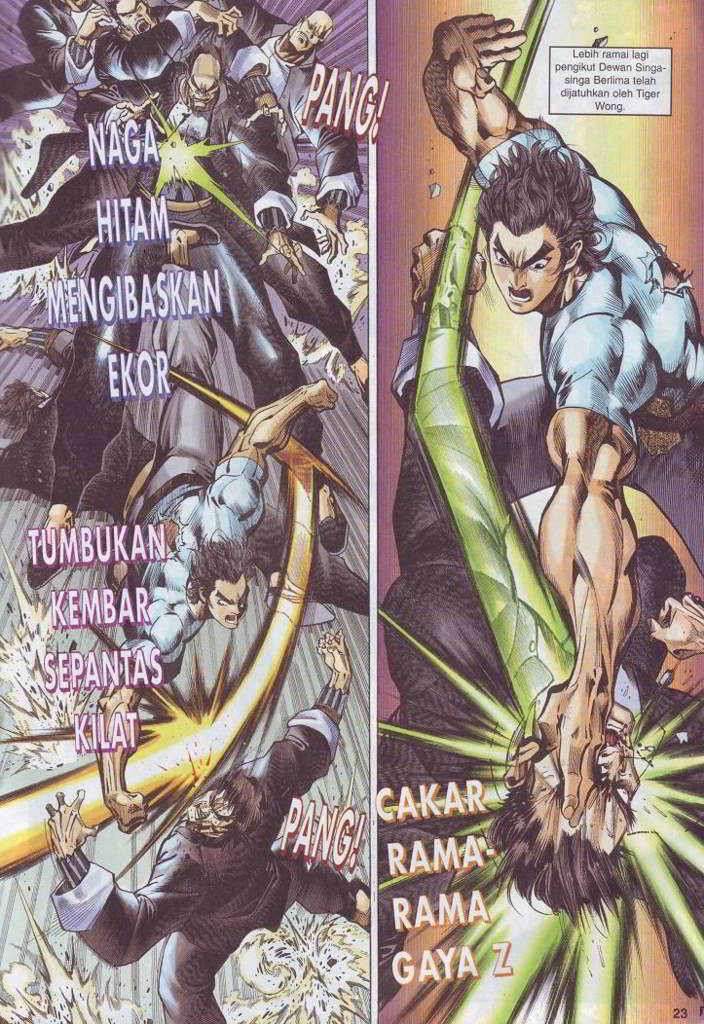 PANG!
NAGA
HITAM
MENGIBASKAN
EKOR
TUMBUKAN
KEMBAR
SEPANTAS
KILAT
PANG!
Lebih ramai lagi
pengikut Dewan Singa-
singa Berlima telah
dijatuhkan oleh Tiger
Wong.
CAKAR
RAMA-
RAMA
GAYA Z
23